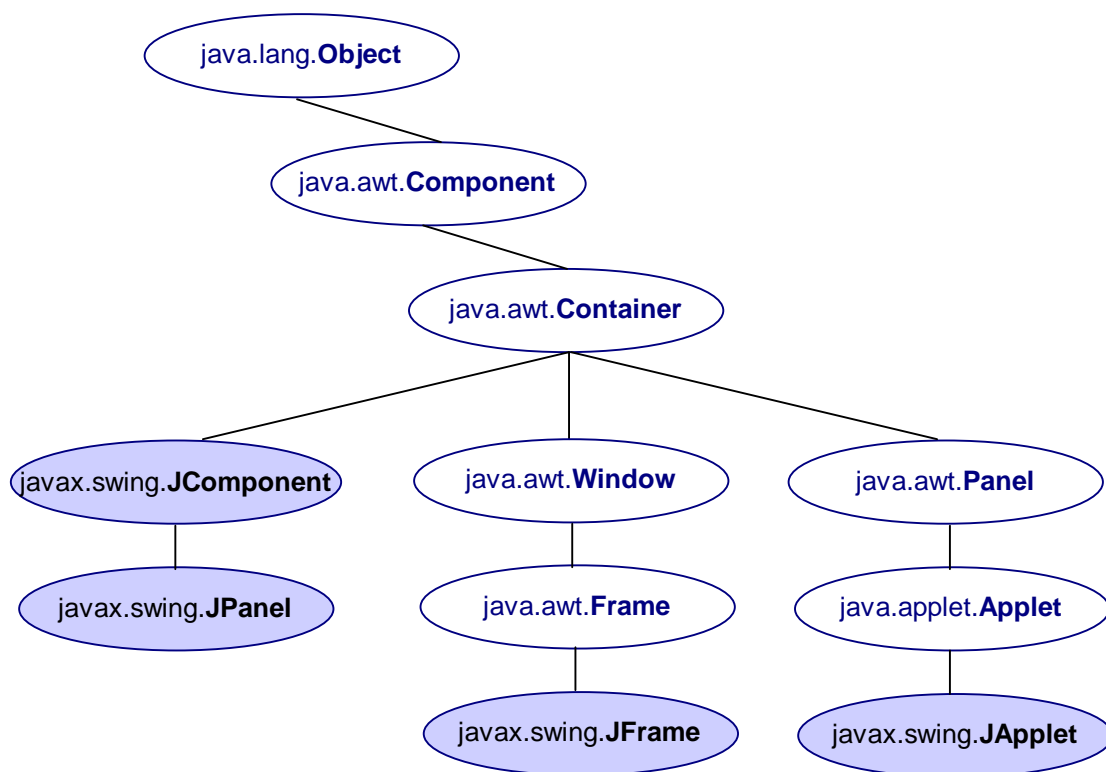 java.lang.Object
java.awt.Component
java.awt.Container
javax.swing.JComponent
java.awt.Window
java.awt.Panel
javax.swing.JPanel
java.awt.Frame
java.applet.Applet
javax.swing.JFrame
javax.swing.JApplet